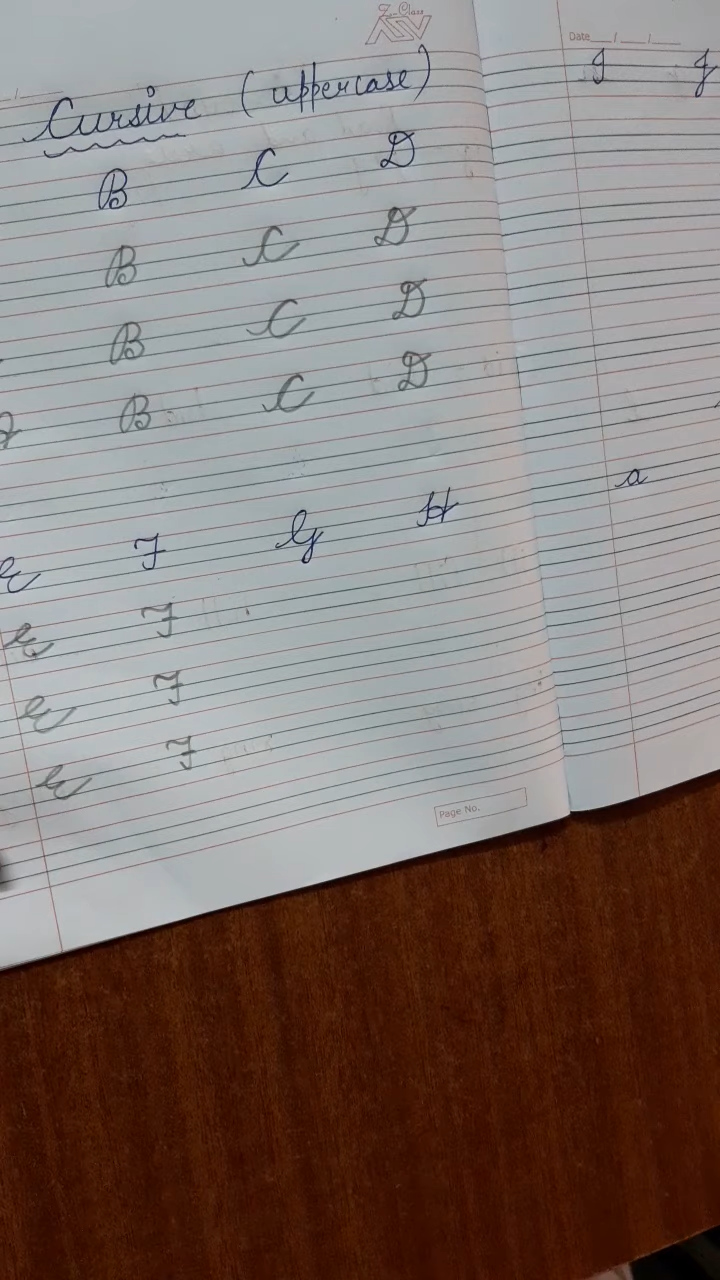 Cursive (uppercase)
B C D
B C D
B C D
B C D
E F G H
E F
E F
E F
Page No.
Date / /
a